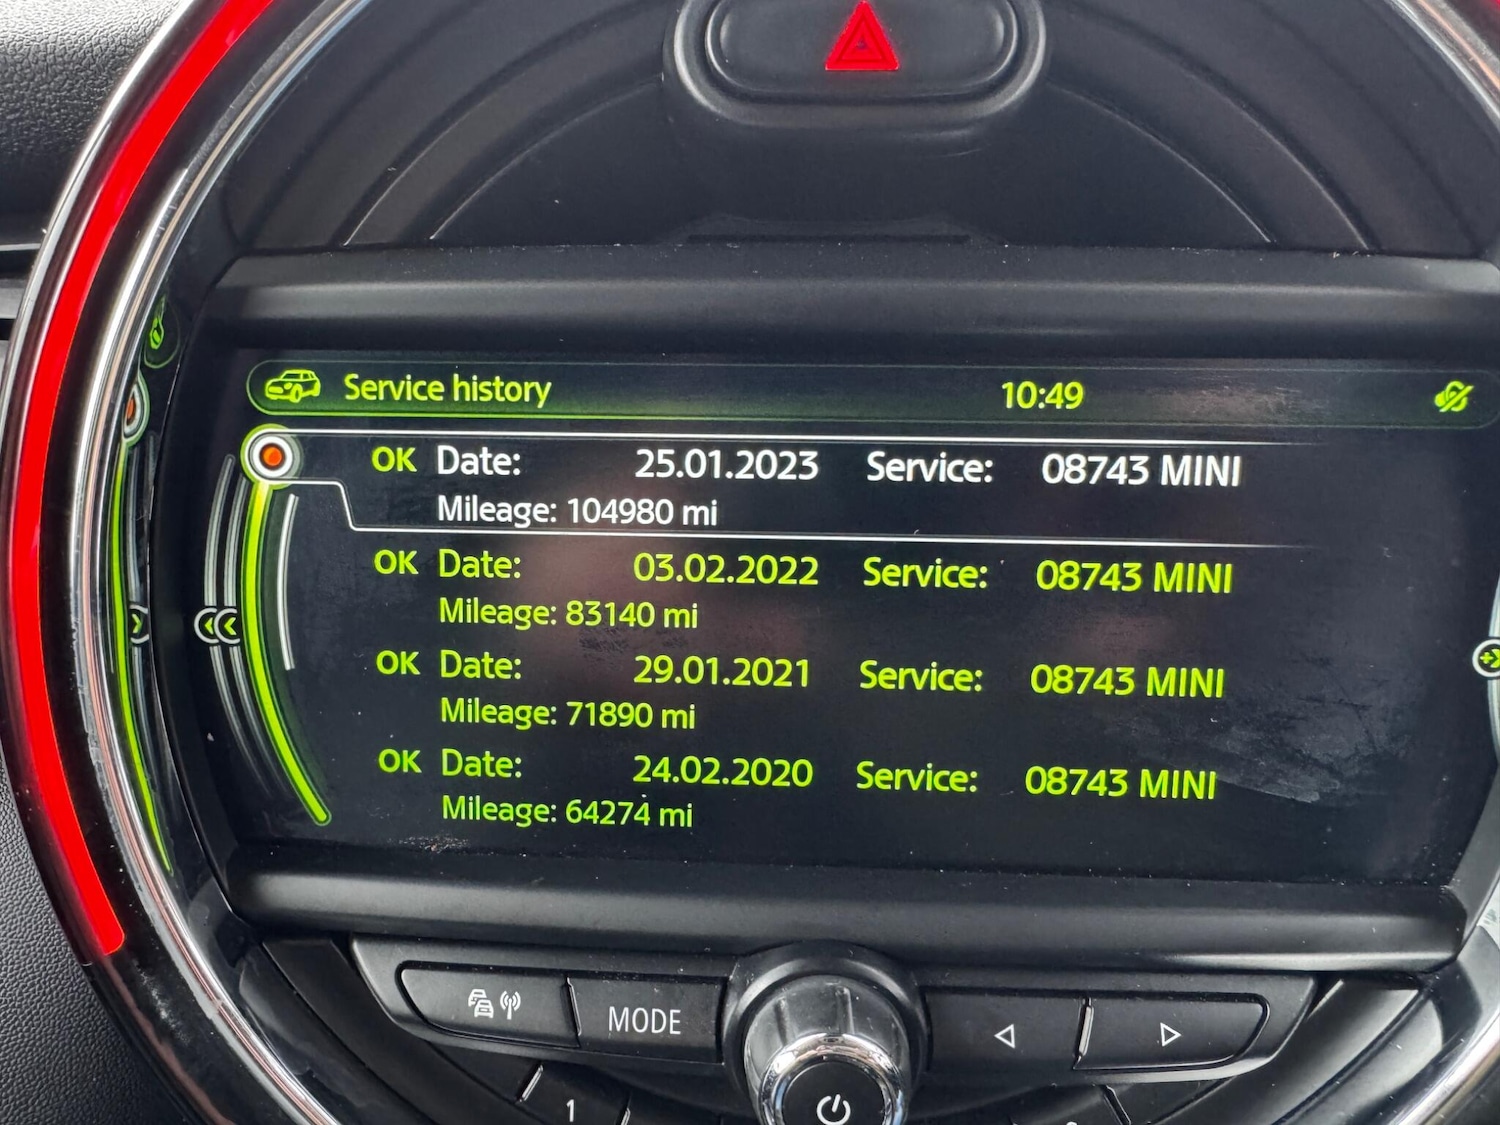 Service history 10:49
OK Date: 25.01.2023 Service: 08743 MINI
Mileage: 104980 mi
OK Date: 03.02.2022 Service: 08743 MINI
Mileage: 83140 mi
OK Date: 29.01.2021 Service: 08743 MINI
Mileage: 71890 mi
OK Date: 24.02.2020 Service: 08743 MINI
Mileage: 64274 mi
MODE
1